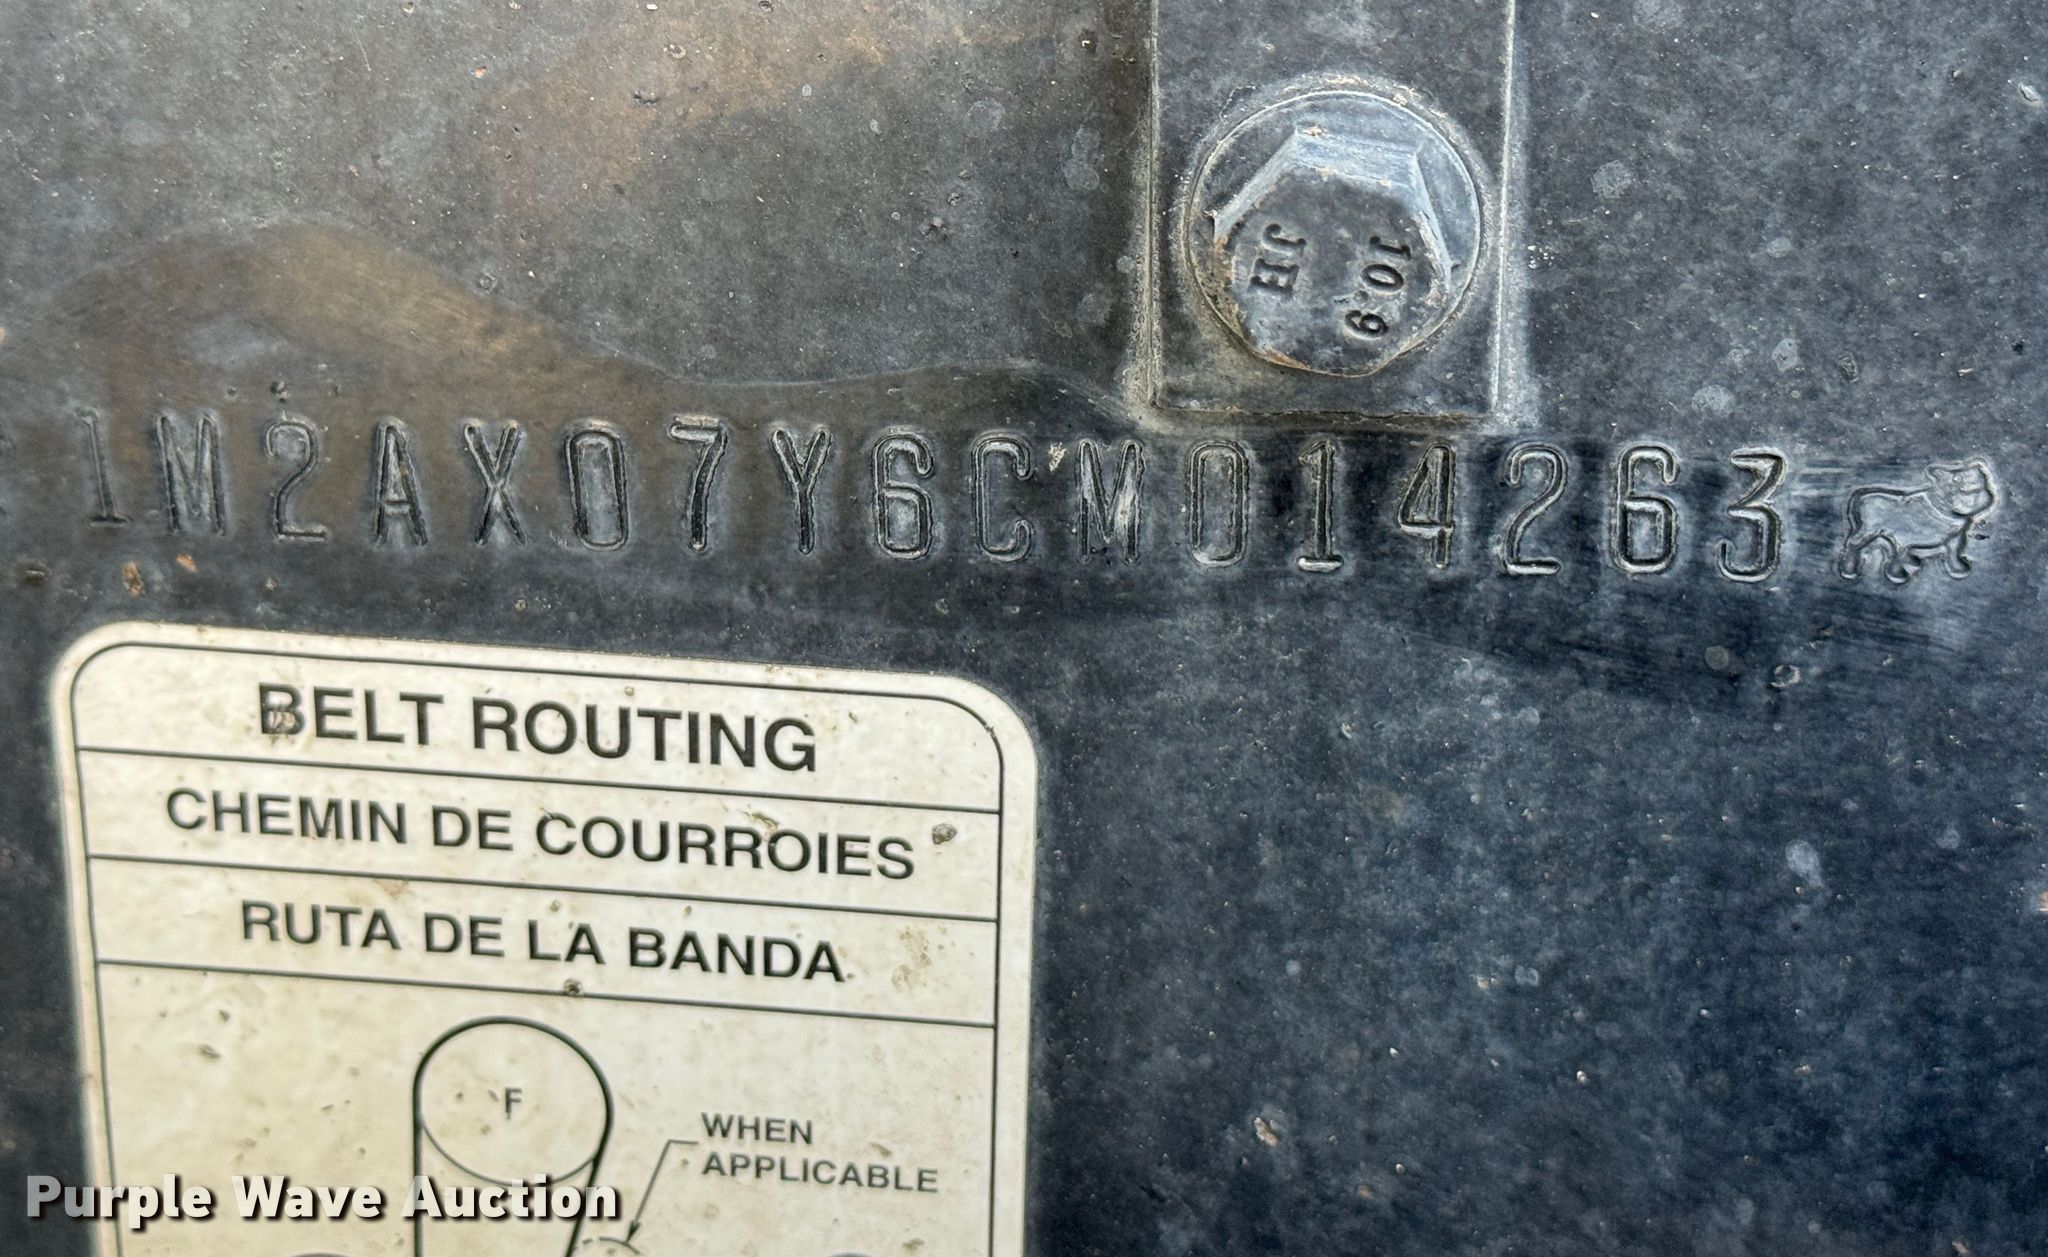 10.9
JH
1M2AX07Y6CM014263
BELT ROUTING
CHEMIN DE COURROIES
RUTA DE LA BANDA
F
WHEN
APPLICABLE
Purple Wave Auction